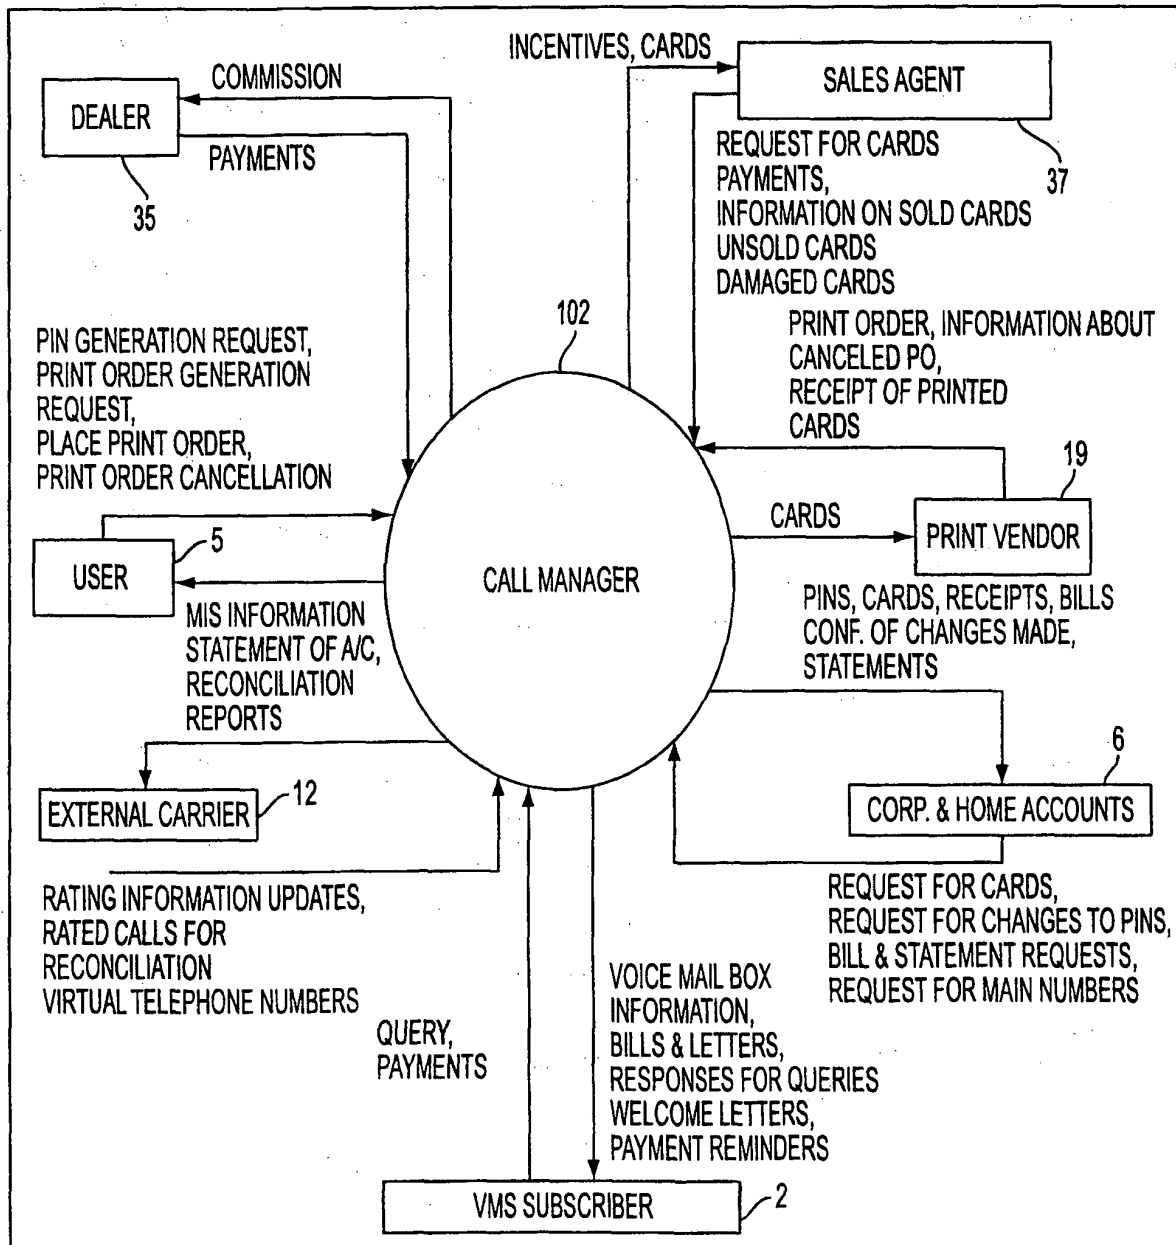 INCENTIVES, CARDS
SALES AGENT
37
COMMISSION
DEALER
PAYMENTS
35
REQUEST FOR CARDS
PAYMENTS,
INFORMATION ON SOLD CARDS
UNSOLD CARDS
DAMAGED CARDS
102
PRINT ORDER, INFORMATION ABOUT
CANCELED PO,
RECEIPT OF PRINTED
CARDS
PIN GENERATION REQUEST,
PRINT ORDER GENERATION
REQUEST,
PLACE PRINT ORDER,
PRINT ORDER CANCELLATION
19
CARDS
PRINT VENDOR
5
USER
CALL MANAGER
PINS, CARDS, RECEIPTS, BILLS
CONF. OF CHANGES MADE,
STATEMENTS
MIS INFORMATION
STATEMENT OF A/C,
RECONCILIATION
REPORTS
6
CORP. & HOME ACCOUNTS
EXTERNAL CARRIER
12
RATING INFORMATION UPDATES,
RATED CALLS FOR
RECONCILIATION
VIRTUAL TELEPHONE NUMBERS
REQUEST FOR CARDS,
REQUEST FOR CHANGES TO PINS,
BILL & STATEMENT REQUESTS,
REQUEST FOR MAIN NUMBERS
QUERY,
PAYMENTS
VOICE MAIL BOX
INFORMATION,
BILLS & LETTERS,
RESPONSES FOR QUERIES
WELCOME LETTERS,
PAYMENT REMINDERS
VMS SUBSCRIBER
2